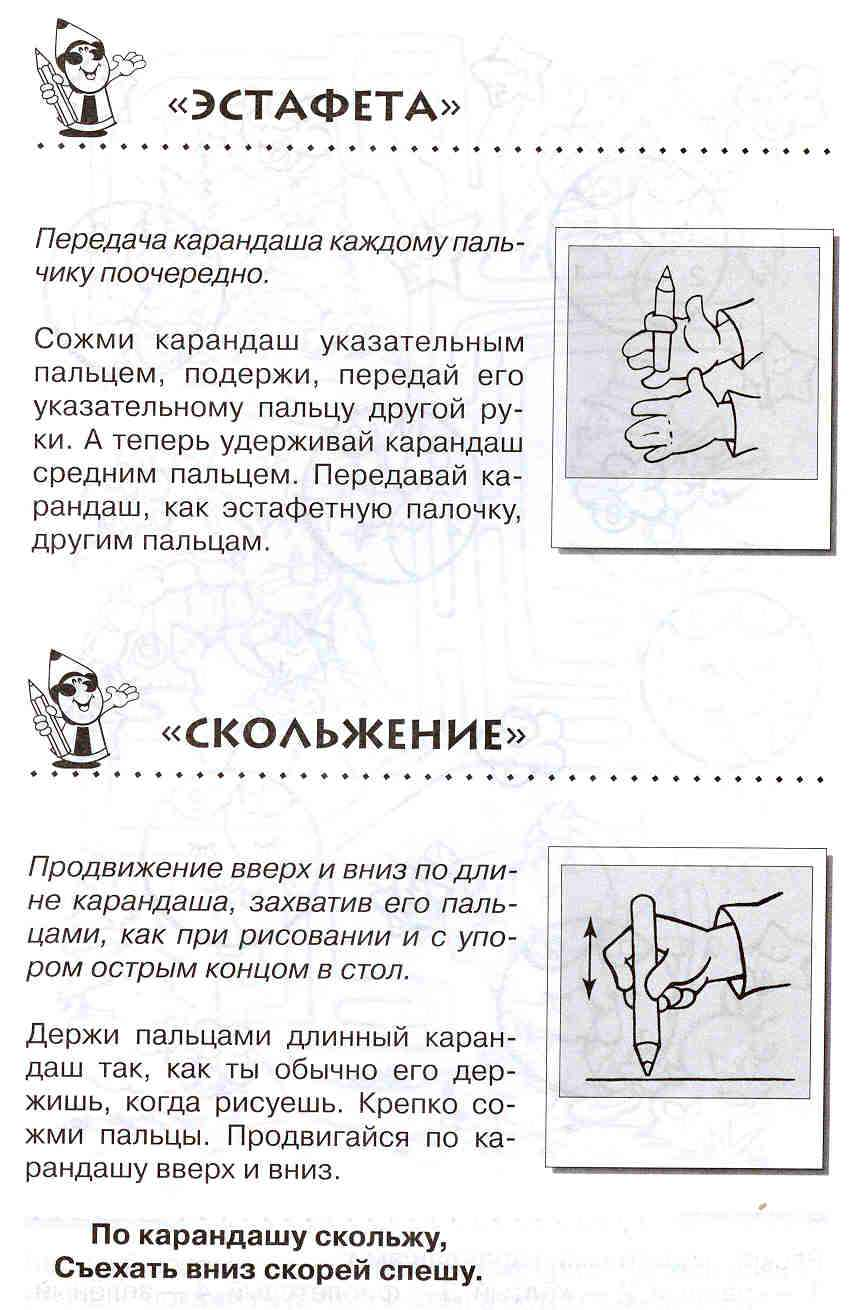 «ЭСТАФЕТА»
Передача карандаша каждому паль-
чику поочередно.
Сожми карандаш указательным
пальцем, подержи, передай его
указательному пальцу другой ру-
ки. А теперь удерживай карандаш
средним пальцем. Передавай ка-
рандаш, как эстафетную палочку,
другим пальцам.
«СКОЛЬЖЕНИЕ»
Продвижение вверх и вниз по дли-
не карандаша, захватив его паль-
цами, как при рисовании и с упо-
ром острым концом в стол.
Держи пальцами длинный каран-
даш так, как ты обычно его дер-
жишь, когда рисуешь. Крепко со-
жми пальцы. Продвигайся по ка-
рандашу вверх и вниз.
По карандашу скольжу,
Съехать вниз скорей спешу.